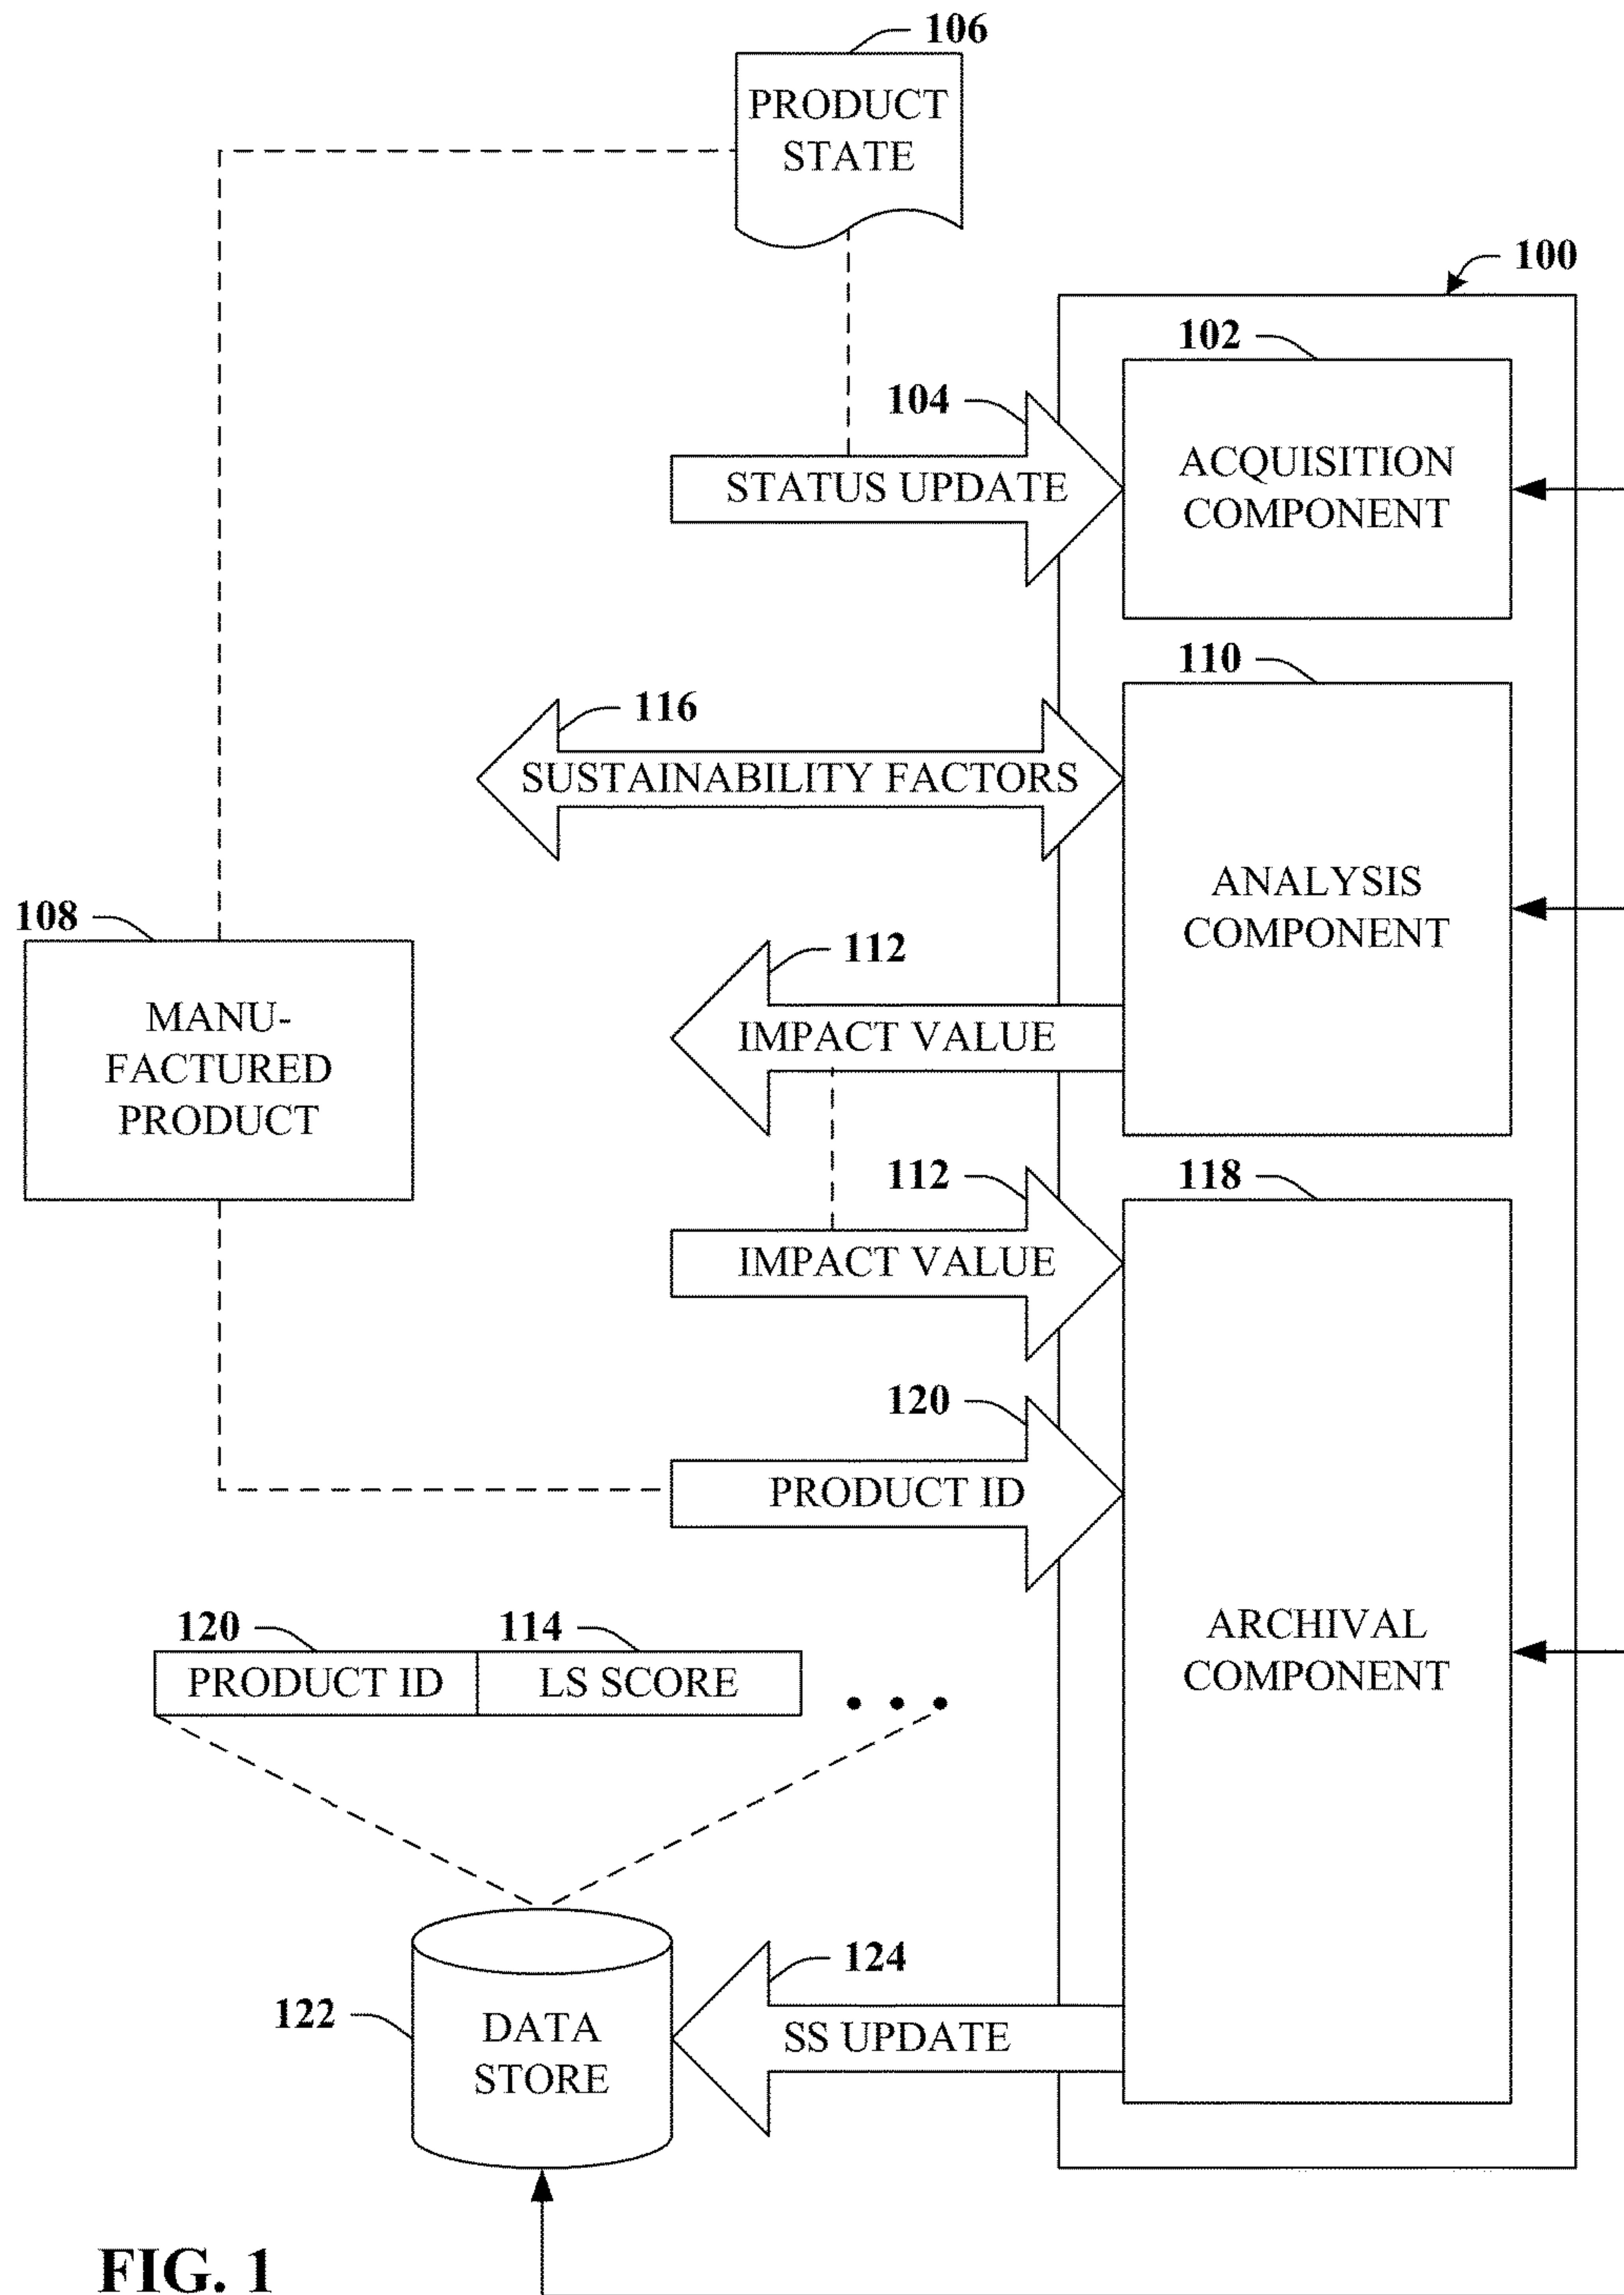 106
PRODUCT
STATE
100
102
104
STATUS UPDATE
ACQUISITION
COMPONENT
110
116
SUSTAINABILITY FACTORS
ANALYSIS
COMPONENT
108
MANU-
FACTURED
PRODUCT
112
IMPACT VALUE
112
IMPACT VALUE
118
120
PRODUCT ID
ARCHIVAL
COMPONENT
120
114
PRODUCT ID
LS SCORE
• • •
122
DATA
STORE
124
SS UPDATE
FIG. 1